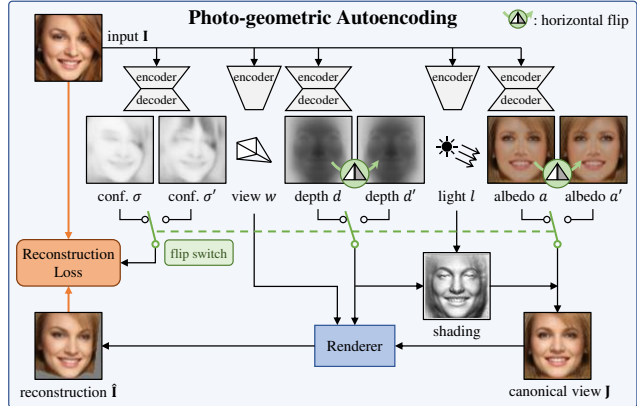 Photo-geometric Autoencoding
: horizontal flip
input I
encoder
decoder
encoder
encoder
decoder
encoder
encoder
decoder
conf. σ
conf. σ′
view w
depth d
depth d′
light l
albedo a
albedo a′
Reconstruction
Loss
flip switch
shading
Renderer
reconstruction Î
canonical view J